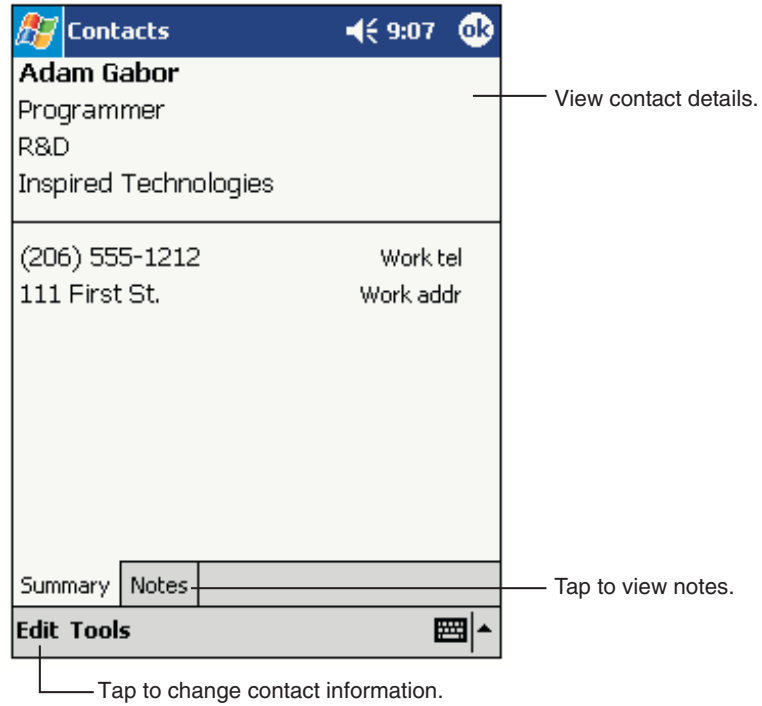 Contacts 9:07 ok
Adam Gabor
Programmer
R&D
Inspired Technologies
View contact details.
(206) 555-1212 Work tel
111 First St. Work addr
Summary Notes
Tap to view notes.
Edit Tools
Tap to change contact information.